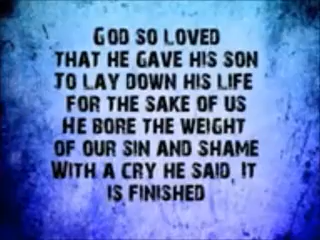 GOD SO LOVED
THAT HE GAVE HIS SON
TO LAY DOWN HIS LIFE
FOR THE SAKE OF US
HE BORE THE WEIGHT
OF OUR SIN AND SHAME
WITH A CRY HE SAID, IT
IS FINISHED